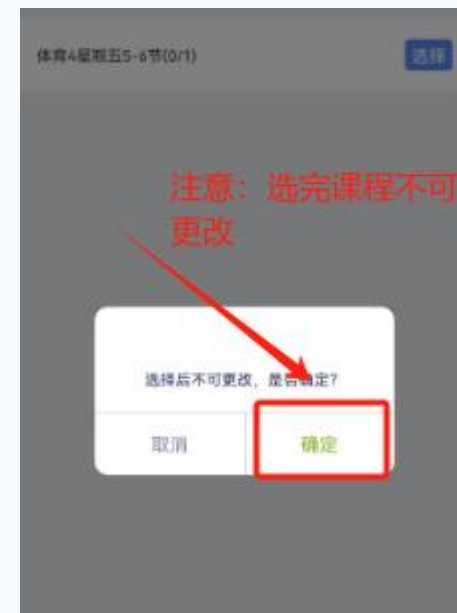 体育4星期五5-6节(0/1)
选择
注意：选完课程不可
更改
选择后不可更改，是否确定？
取消
确定